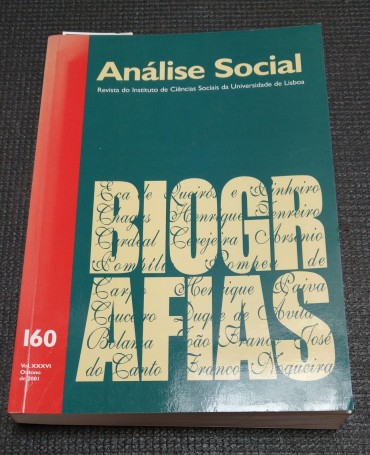 Análise Social
Revista do Instituto de Ciências Sociais da Universidade de Lisboa
BIOGR
AFIAS
Eça de Queirós e Pinheiro
Chagas Henrique Tenreiro
Cardeal Cerejeira Arsénio
Pompílio Pompeu de
Carpo Henrique Paiva
Couceiro Duque de Ávila
Bolama João Franco José
do Canto Franco Nogueira
160
Vol. XXXVI
Outono
de 2001